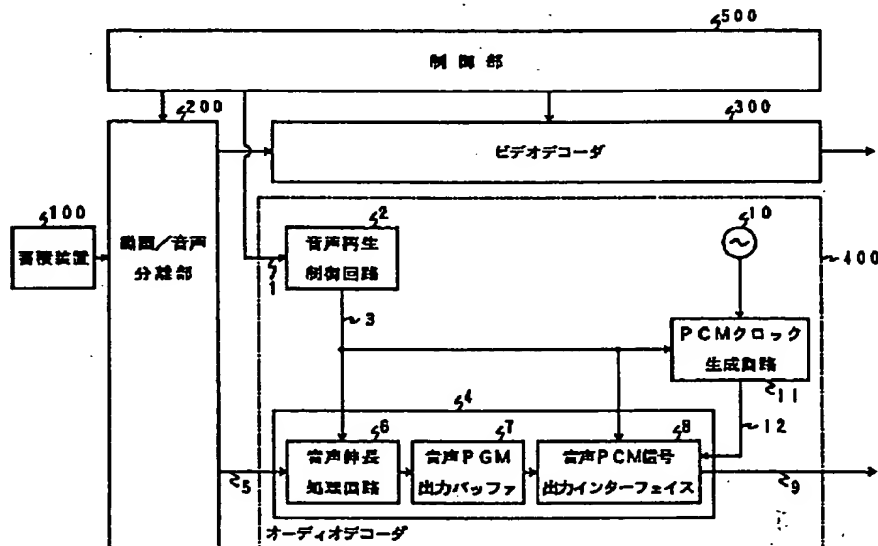 500
制御部
200
300
ビデオデコーダ
100
蓄積装置
動画/音声
分離部
2
音声再生
制御回路
1
10
400
3
PCMクロック
生成回路
11
12
4
6
音声伸長
処理回路
7
音声PGM
出力バッファ
8
音声PCM信号
出力インターフェイス
5
9
オーディオデコーダ